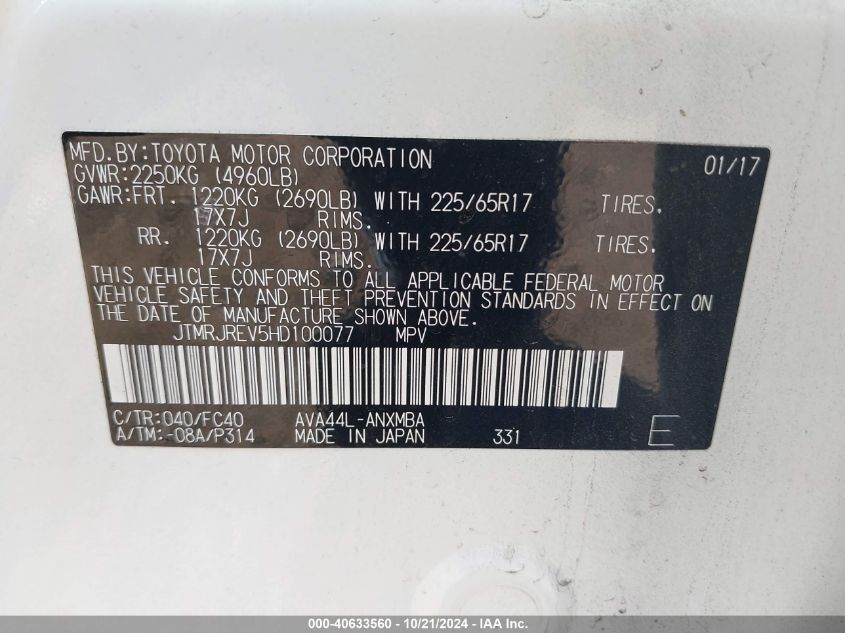 MFD.BY:TOYOTA MOTOR CORPORATION 01/17
GVWR:2250KG (4960LB)
GAWR:FRT. 1220KG (2690LB) WITH 225/65R17 TIRES.
17X7J RIMS.
RR. 1220KG (2690LB) WITH 225/65R17 TIRES.
17X7J RIMS.
THIS VEHICLE CONFORMS TO ALL APPLICABLE FEDERAL MOTOR
VEHICLE SAFETY AND THEFT PREVENTION STANDARDS IN EFFECT ON
THE DATE OF MANUFACTURE SHOWN ABOVE.
JTMRJREV5HD100077 MPV
C/TR:040/FC40 AVA44L-ANXMBA
A/TM:-08A/P314 MADE IN JAPAN 331 E
000-40633560 - 10/21/2024 - IAA Inc.